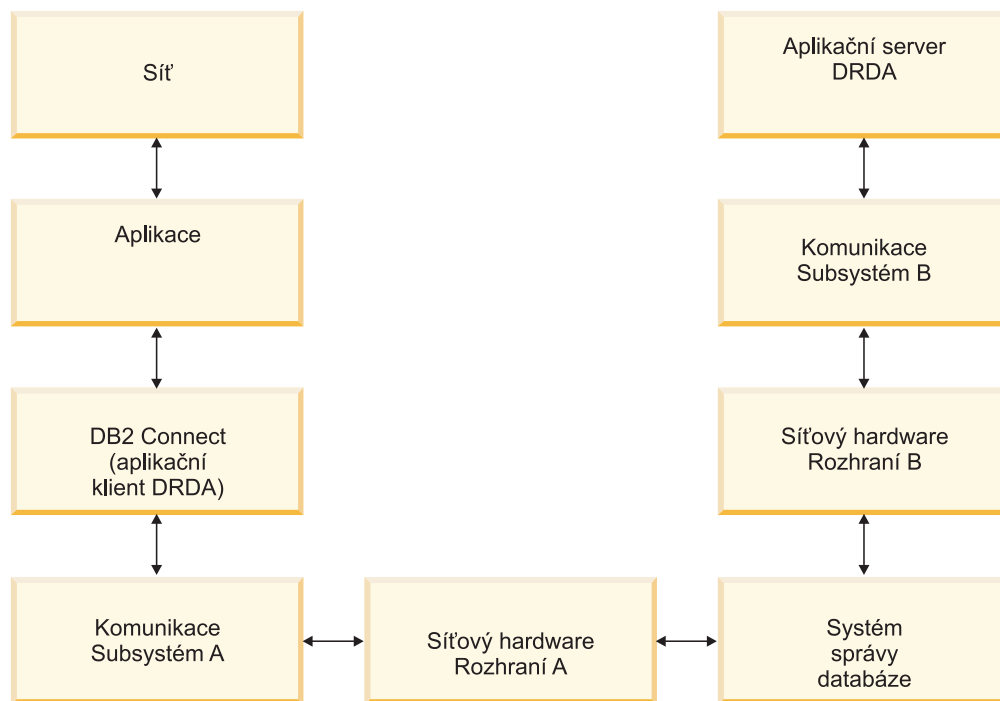 Síť
Aplikační server
DRDA
Aplikace
Komunikace
Subsystém B
DB2 Connect
(aplikační
klient DRDA)
Síťový hardware
Rozhraní B
Komunikace
Subsystém A
Síťový hardware
Rozhraní A
Systém
správy
databáze